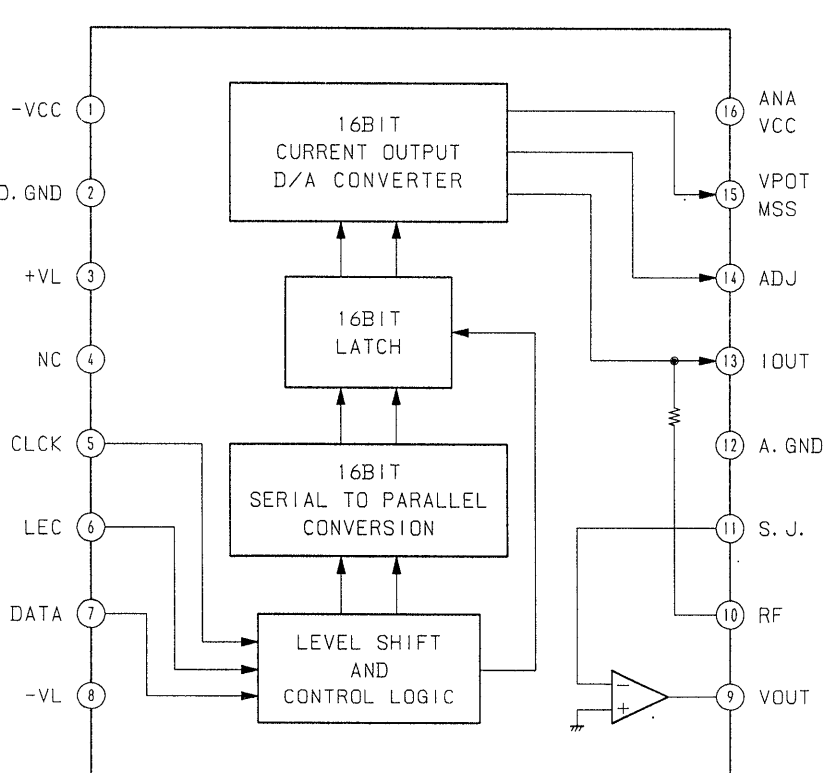 -VCC 1
D. GND 2
+VL 3
NC 4
CLCK 5
LEC 6
DATA 7
-VL 8
16BIT
CURRENT OUTPUT
D/A CONVERTER
16BIT
LATCH
16BIT
SERIAL TO PARALLEL
CONVERSION
LEVEL SHIFT
AND
CONTROL LOGIC
−
+
16 ANA
VCC
15 VPOT
MSS
14 ADJ
13 IOUT
12 A. GND
11 S. J.
10 RF
9 VOUT